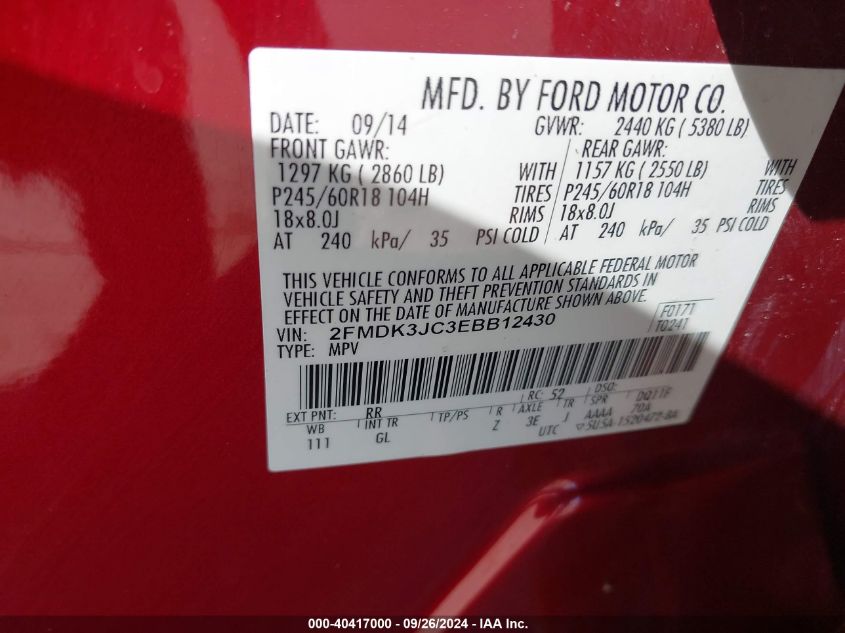 MFD. BY FORD MOTOR CO.
DATE: 09/14 GVWR: 2440 KG ( 5380 LB)
FRONT GAWR: REAR GAWR:
1297 KG ( 2860 LB) WITH 1157 KG ( 2550 LB) WITH
P245/60R18 104H TIRES P245/60R18 104H TIRES
18x8.0J RIMS 18x8.0J RIMS
AT 240 kPa/ 35 PSI COLD AT 240 kPa/ 35 PSI COLD
THIS VEHICLE CONFORMS TO ALL APPLICABLE FEDERAL MOTOR
VEHICLE SAFETY AND THEFT PREVENTION STANDARDS IN
EFFECT ON THE DATE OF MANUFACTURE SHOWN ABOVE.
VIN: 2FMDK3JC3EBB12430 F0171
TYPE: MPV T0241
RC: 52 DSO:
EXT PNT: RR
WB INT TR TP/PS R AXLE TR SPR
111 GL Z 3E J AAAA 70A
UTC
000-40417000 - 09/26/2024 - IAA Inc.